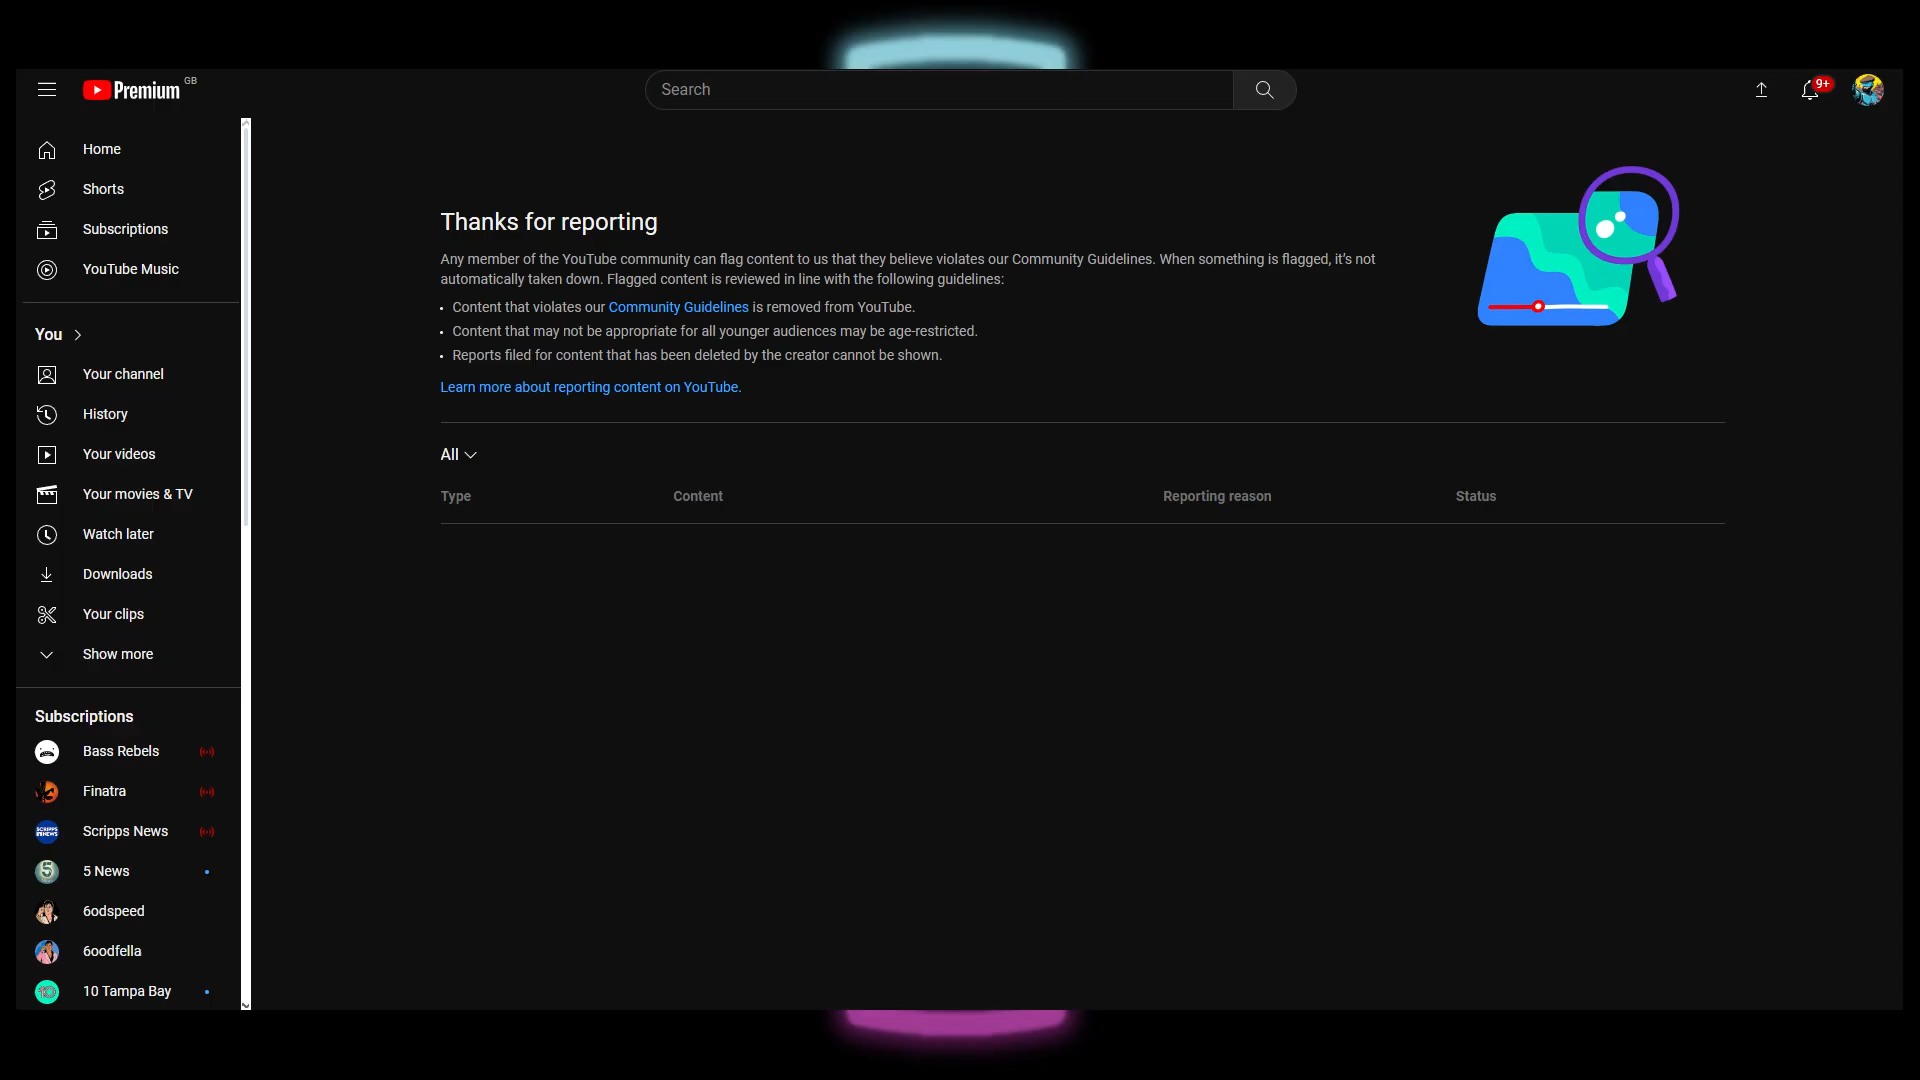 Premium GB
Search
9+
Home
Shorts
Subscriptions
YouTube Music
You
Your channel
History
Your videos
Your movies & TV
Watch later
Downloads
Your clips
Show more
Subscriptions
Bass Rebels
Finatra
SCRIPPS NEWS
Scripps News
5
5 News
6odspeed
6oodfella
10
10 Tampa Bay
Thanks for reporting
Any member of the YouTube community can flag content to us that they believe violates our Community Guidelines. When something is flagged, it's not
automatically taken down. Flagged content is reviewed in line with the following guidelines:
• Content that violates our Community Guidelines is removed from YouTube.
• Content that may not be appropriate for all younger audiences may be age-restricted.
• Reports filed for content that has been deleted by the creator cannot be shown.
Learn more about reporting content on YouTube.
All
Type Content Reporting reason Status